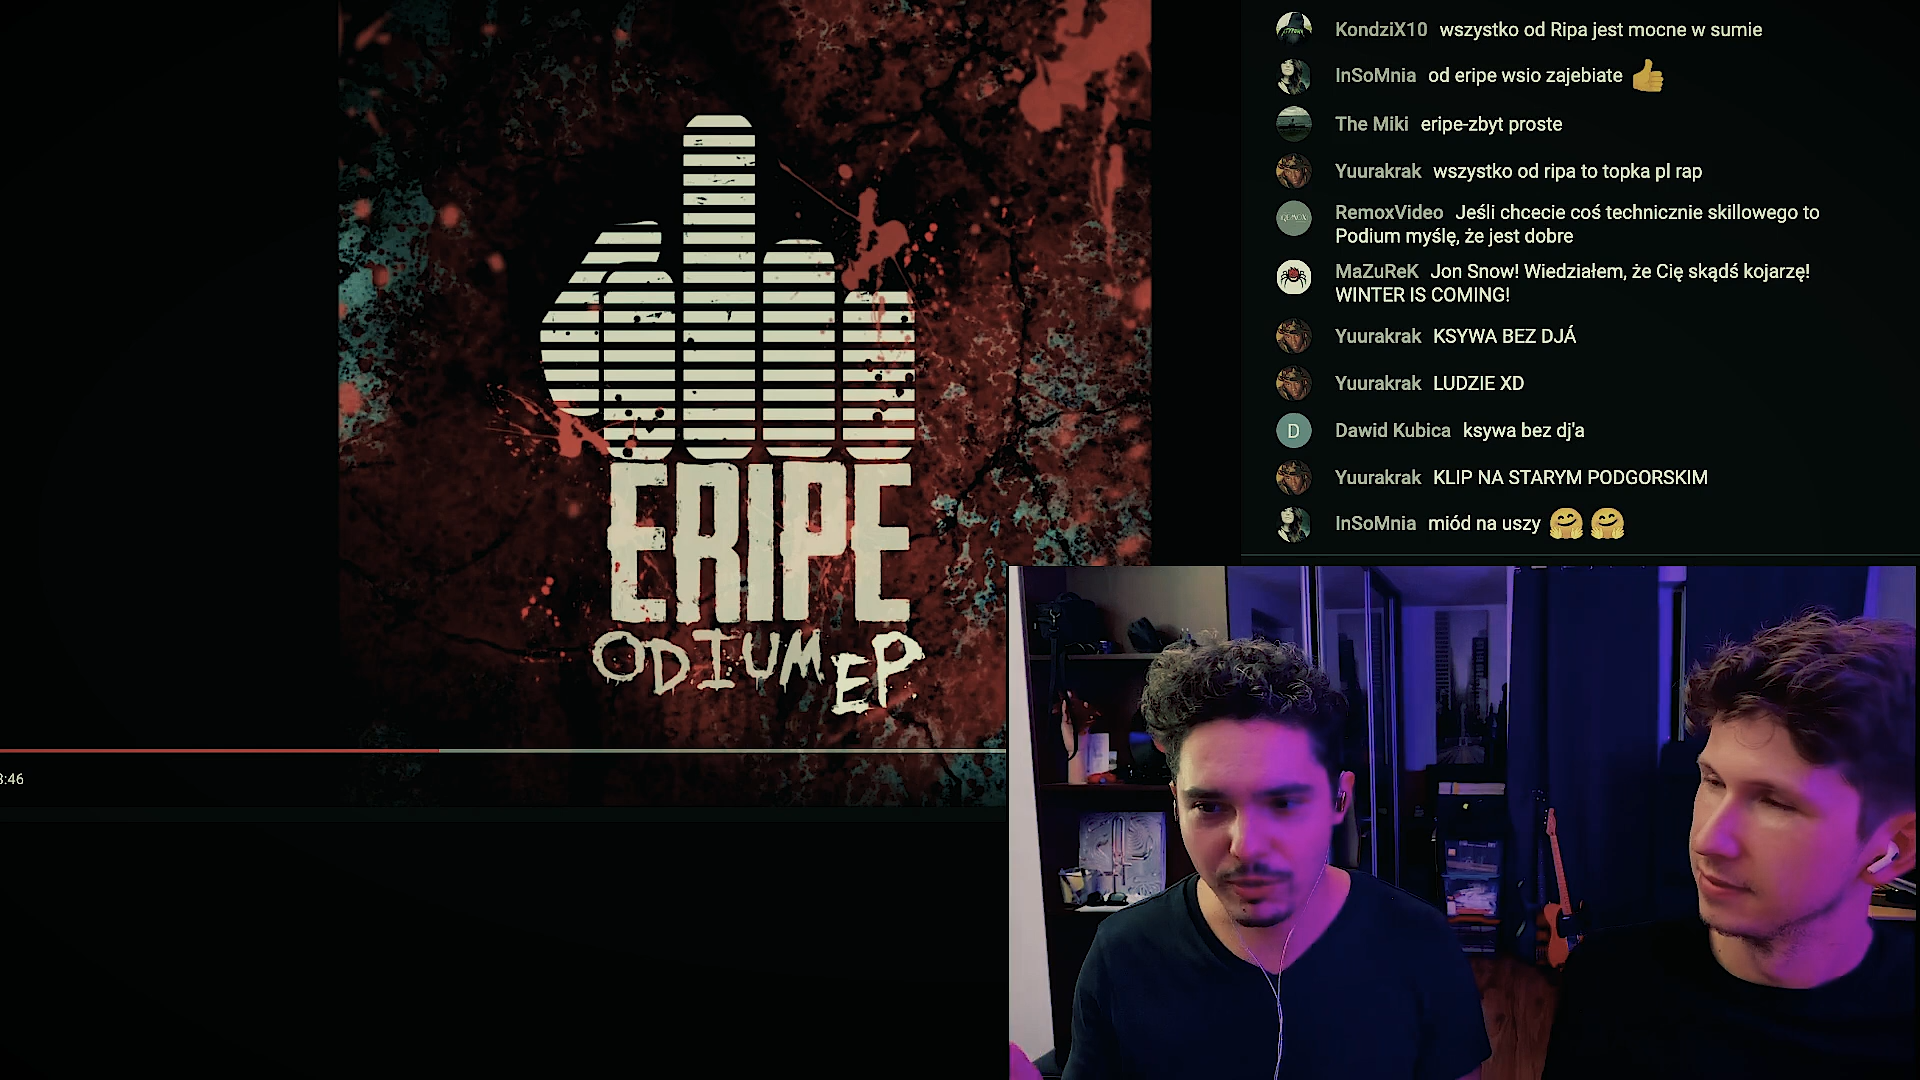 KondziX10 wszystko od Ripa jest mocne w sumie
InSoMnia od eripe wsio zajebiate
The Miki eripe-zbyt proste
Yuurakrak wszystko od ripa to topka pl rap
RemoxVideo Jeśli chcecie coś technicznie skillowego to
Podium myślę, że jest dobre
MaZuReK Jon Snow! Wiedziałem, że Cię skądś kojarzę!
WINTER IS COMING!
Yuurakrak KSYWA BEZ DJÁ
Yuurakrak LUDZIE XD
D Dawid Kubica ksywa bez dj'a
Yuurakrak KLIP NA STARYM PODGORSKIM
InSoMnia miód na uszy
ERIPE
ODIUM EP
3:46